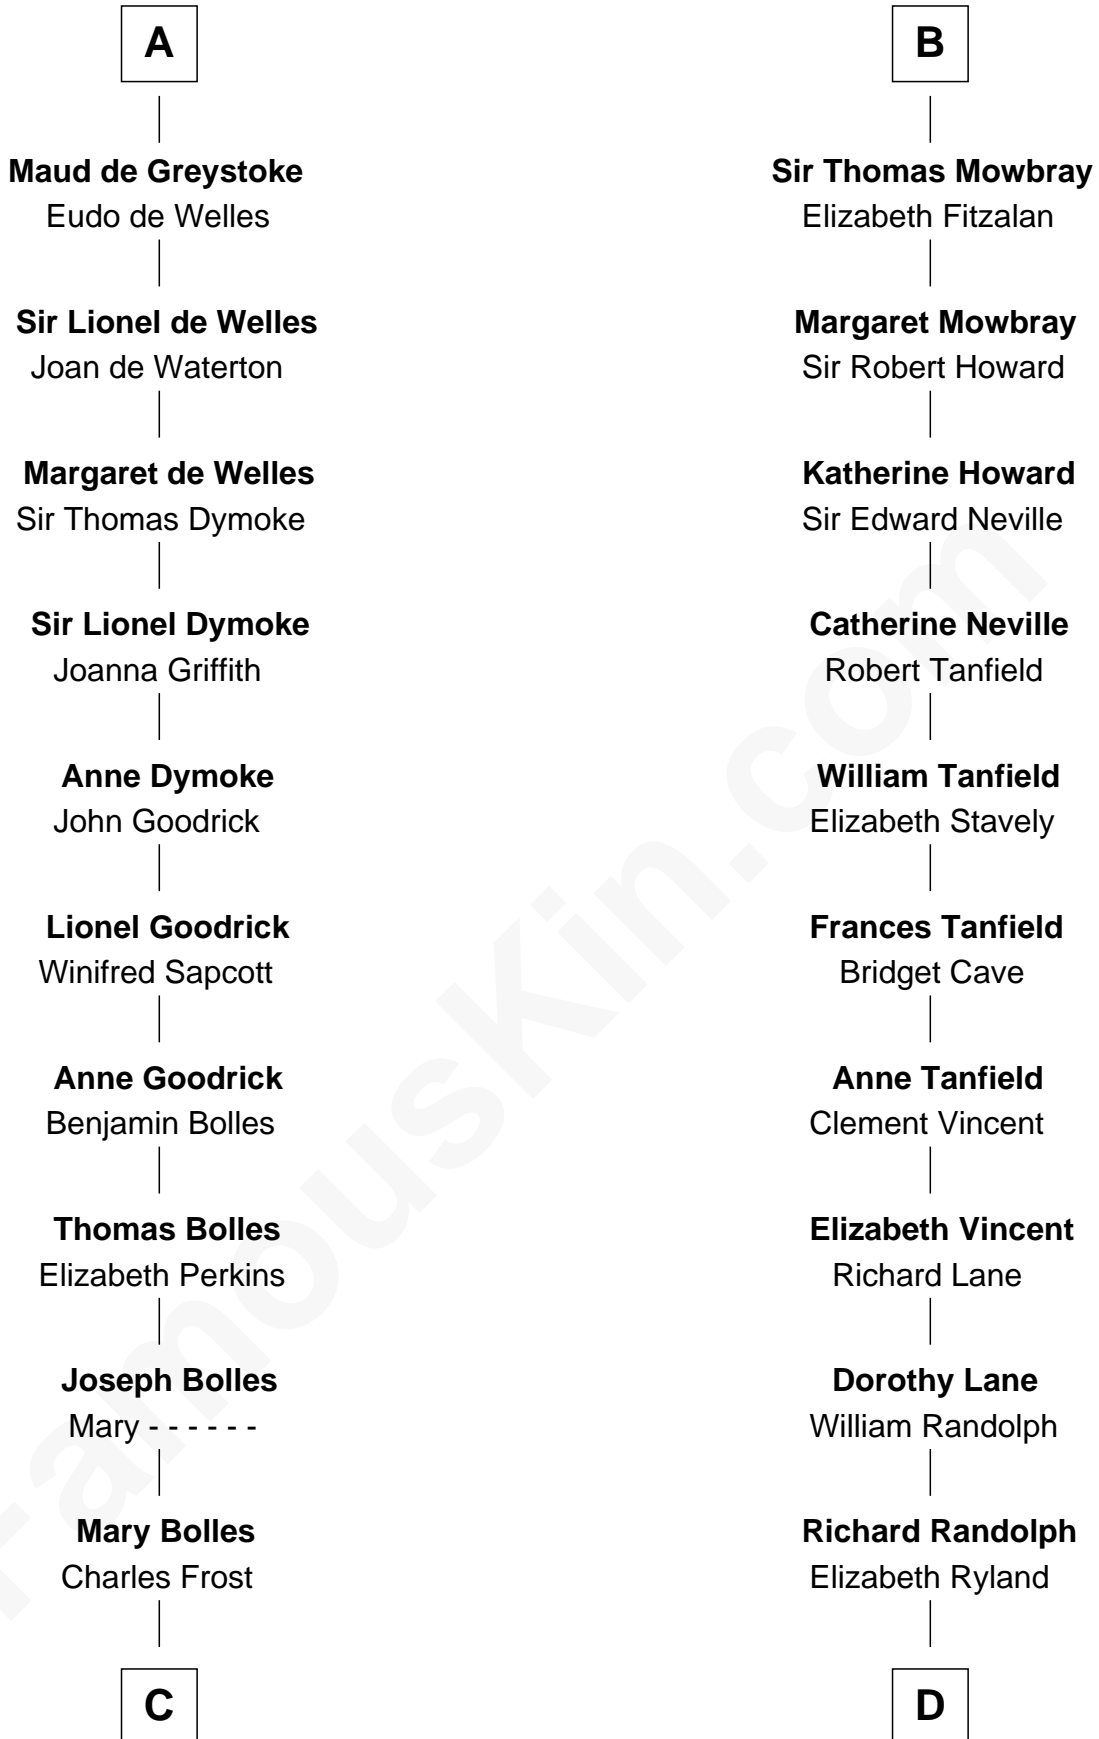 A
Maud de Greystoke
Eudo de Welles
Sir Lionel de Welles
Joan de Waterton
Margaret de Welles
Sir Thomas Dymoke
Sir Lionel Dymoke
Joanna Griffith
Anne Dymoke
John Goodrick
Lionel Goodrick
Winifred Sapcott
Anne Goodrick
Benjamin Bolles
Thomas Bolles
Elizabeth Perkins
Joseph Bolles
Mary - - - - - -
Mary Bolles
Charles Frost
C
B
Sir Thomas Mowbray
Elizabeth Fitzalan
Margaret Mowbray
Sir Robert Howard
Katherine Howard
Sir Edward Neville
Catherine Neville
Robert Tanfield
William Tanfield
Elizabeth Stavely
Frances Tanfield
Bridget Cave
Anne Tanfield
Clement Vincent
Elizabeth Vincent
Richard Lane
Dorothy Lane
William Randolph
Richard Randolph
Elizabeth Ryland
D
FamousKin.com